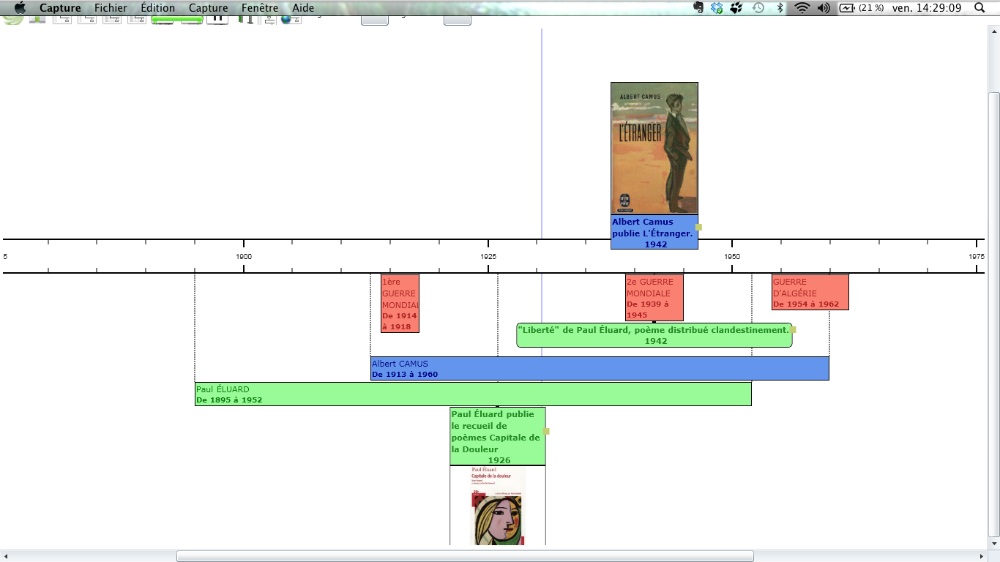 Capture Fichier Édition Capture Fenêtre Aide (21 %) ven. 14:29:09
ALBERT CAMUS
L'ÉTRANGER
Albert Camus
publie L'Étranger.
1942
5 1900 1925 1950 1975
1ère
GUERRE
MONDIAL
De 1914
à 1918
2e GUERRE
MONDIALE
De 1939 à
1945
GUERRE
D'ALGÉRIE
De 1954 à 1962
"Liberté" de Paul Éluard, poème distribué clandestinement.
1942
Albert CAMUS
De 1913 à 1960
Paul ÉLUARD
De 1895 à 1952
Paul Éluard publie
le recueil de
poèmes Capitale de
la Douleur
1926
Paul Éluard
Capitale de la douleur